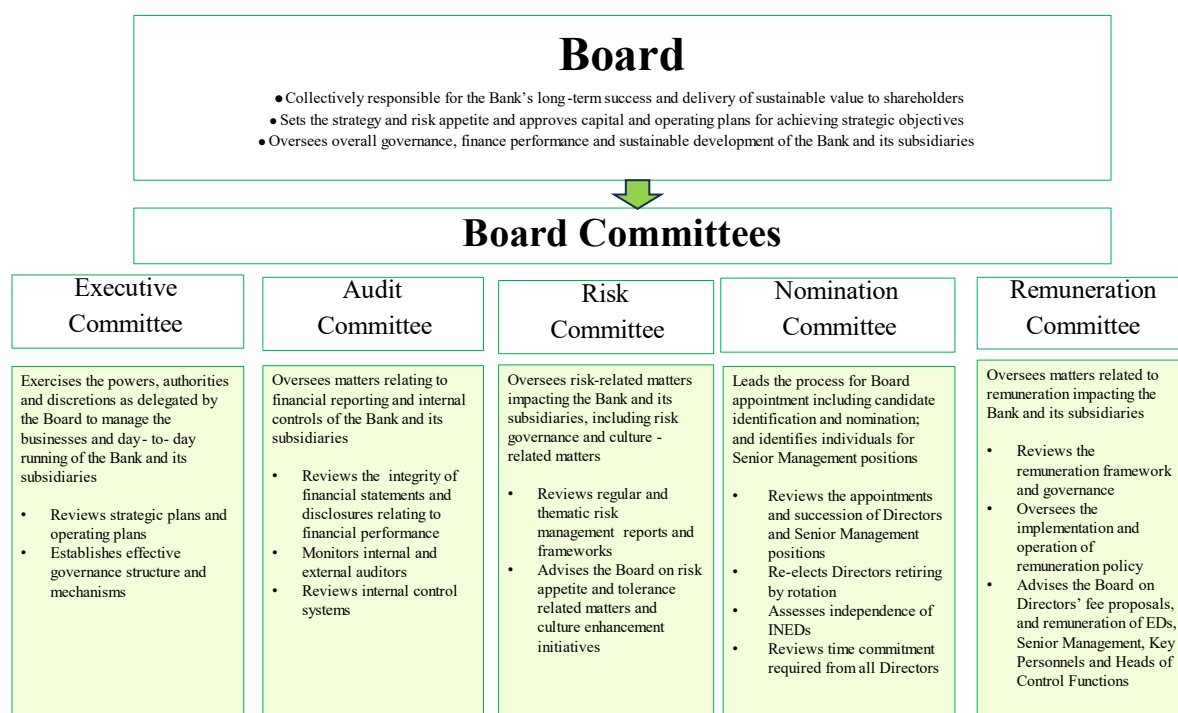 Board
● Collectively responsible for the Bank's long-term success and delivery of sustainable value to shareholders
● Sets the strategy and risk appetite and approves capital and operating plans for achieving strategic objectives
● Oversees overall governance, finance performance and sustainable development of the Bank and its subsidiaries
Board Committees
Executive
Committee
Exercises the powers, authorities
and discretions as delegated by
the Board to manage the
businesses and day- to- day
running of the Bank and its
subsidiaries
• Reviews strategic plans and
operating plans
• Establishes effective
governance structure and
mechanisms
Audit
Committee
Oversees matters relating to
financial reporting and internal
controls of the Bank and its
subsidiaries
• Reviews the integrity of
financial statements and
disclosures relating to
financial performance
• Monitors internal and
external auditors
• Reviews internal control
systems
Risk
Committee
Oversees risk-related matters
impacting the Bank and its
subsidiaries, including risk
governance and culture -
related matters
• Reviews regular and
thematic risk
management reports and
frameworks
• Advises the Board on risk
appetite and tolerance
related matters and
culture enhancement
initiatives
Nomination
Committee
Leads the process for Board
appointment including candidate
identification and nomination;
and identifies individuals for
Senior Management positions
• Reviews the appointments
and succession of Directors
and Senior Management
positions
• Re-elects Directors retiring
by rotation
• Assesses independence of
INEDs
• Reviews time commitment
required from all Directors
Remuneration
Committee
Oversees matters related to
remuneration impacting the
Bank and its subsidiaries
• Reviews the
remuneration framework
and governance
• Oversees the
implementation and
operation of
remuneration policy
• Advises the Board on
Directors' fee proposals,
and remuneration of EDs,
Senior Management, Key
Personnels and Heads of
Control Functions